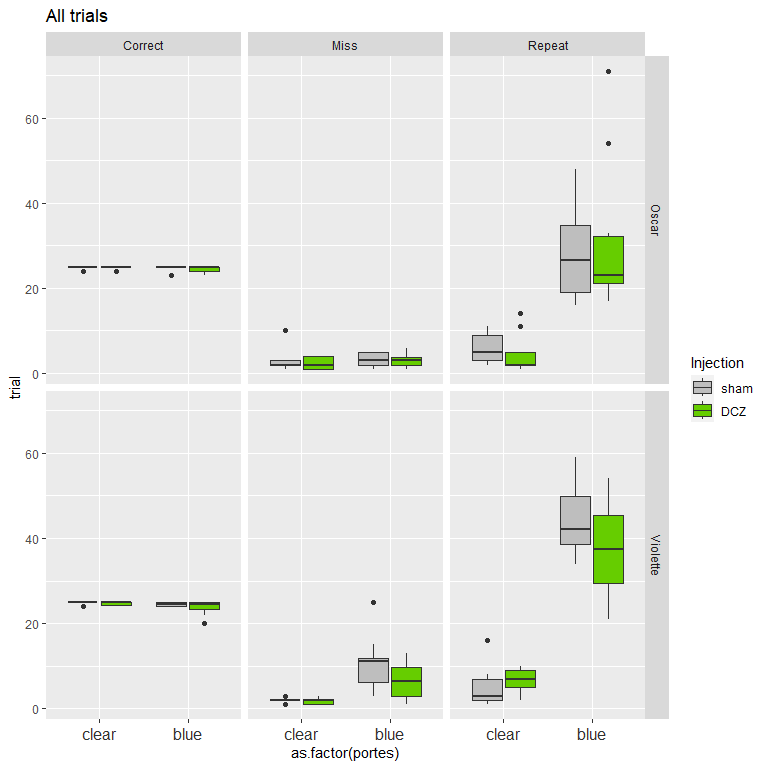 All trials
Correct
Miss
Repeat
60
40
20
0
Oscar
60
40
20
0
Violette
trial
clear
blue
clear
blue
clear
blue
as.factor(portes)
Injection
sham
DCZ